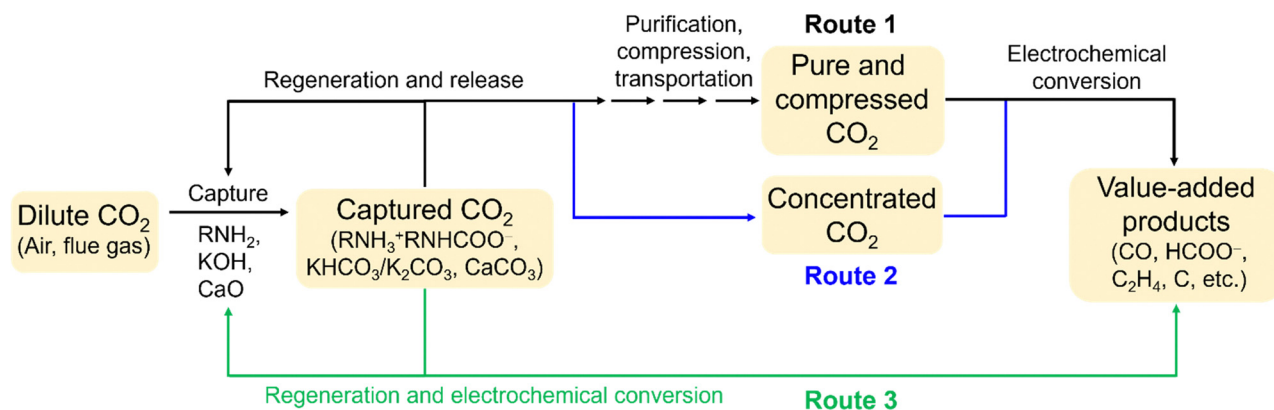 Purification,
compression,
transportation
Route 1
Pure and
compressed
CO₂
Electrochemical
conversion
Regeneration and release
Capture
Dilute CO₂
(Air, flue gas)
RNH₂,
KOH,
CaO
Captured CO₂
(RNH₃⁺RNHCOO⁻,
KHCO₃/K₂CO₃, CaCO₃)
Concentrated
CO₂
Route 2
Value-added
products
(CO, HCOO⁻,
C₂H₄, C, etc.)
Regeneration and electrochemical conversion
Route 3